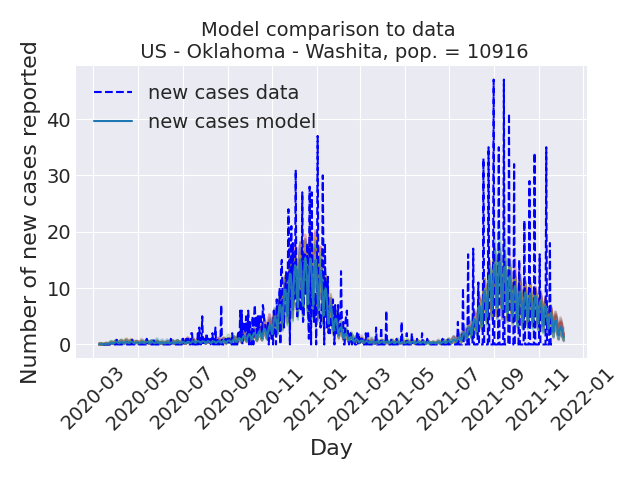 Model comparison to data
US - Oklahoma - Washita, pop. = 10916
Number of new cases reported
new cases data
new cases model
40
30
20
10
0
2020-03
2020-05
2020-07
2020-09
2020-11
2021-01
2021-03
2021-05
2021-07
2021-09
2021-11
2022-01
Day